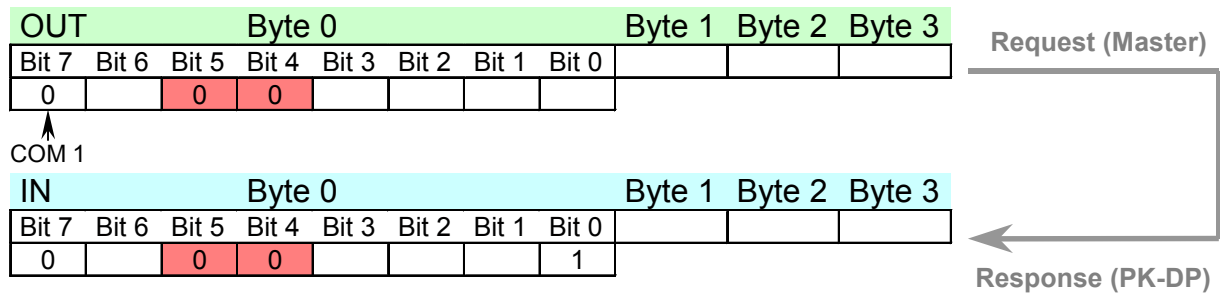 OUT Byte 0 Byte 1 Byte 2 Byte 3
Request (Master)
Bit 7 Bit 6 Bit 5 Bit 4 Bit 3 Bit 2 Bit 1 Bit 0
0 0 0
COM 1
IN Byte 0 Byte 1 Byte 2 Byte 3
Bit 7 Bit 6 Bit 5 Bit 4 Bit 3 Bit 2 Bit 1 Bit 0
0 0 0 1
Response (PK-DP)